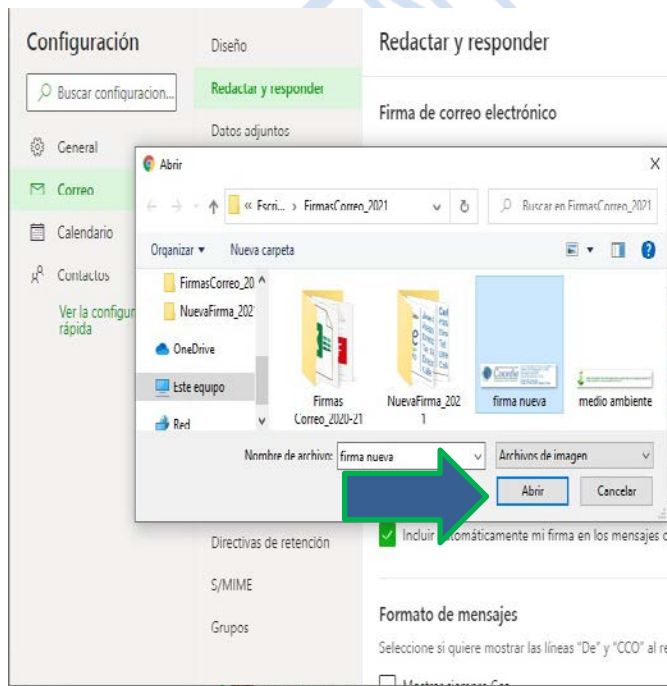 Configuración
Buscar configuracion...
General
Correo
Calendario
Contactos
Ver la configur
rápida
Diseño
Redactar y responder
Datos adjuntos
Directivas de retención
S/MIME
Grupos
Redactar y responder
Firma de correo electrónico
Abrir
« Escri... › FirmasCorreo_2021
Buscar en FirmasCorreo_2021
Organizar
Nueva carpeta
FirmasCorreo_20
NuevaFirma_202
OneDrive
Este equipo
Red
Firmas
Correo_2020-21
NuevaFirma_202
1
firma nueva
medio ambiente
Nombre de archivo: firma nueva
Archivos de imagen
Abrir
Cancelar
Incluir automáticamente mi firma en los mensajes
Formato de mensajes
Seleccione si quiere mostrar las líneas "De" y "CCO" al re
Mostrar siempre Cco